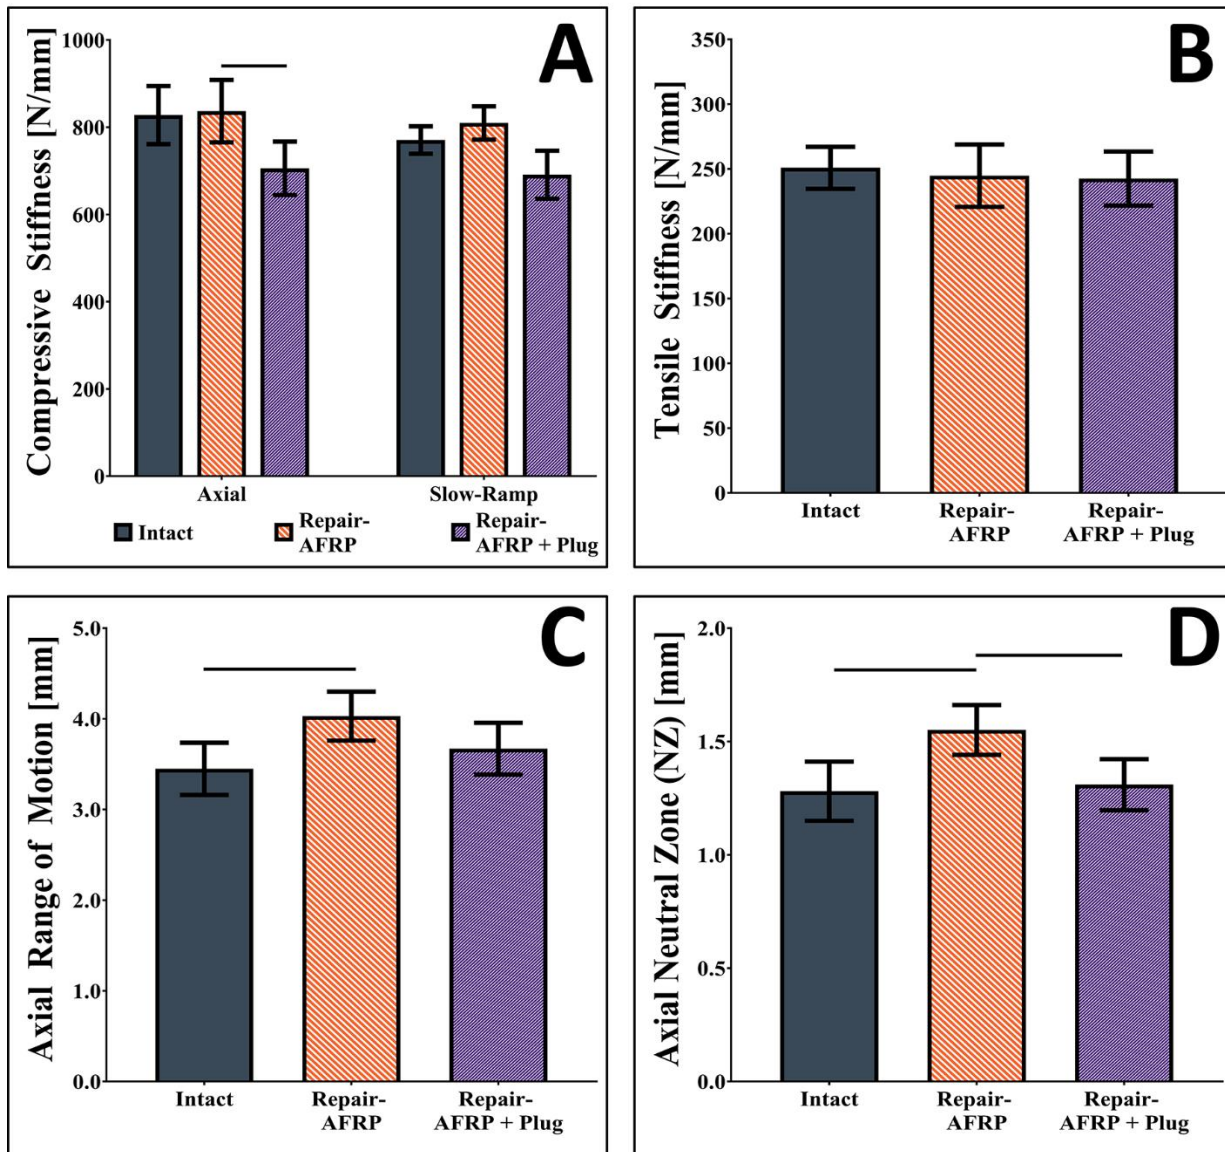 A
Compressive Stiffness [N/mm]
1000
800
600
400
200
0
Axial
Slow-Ramp
Intact
Repair-
AFRP
Repair-
AFRP + Plug
B
Tensile Stiffness [N/mm]
350
300
250
200
250
100
50
0
Intact
Repair-
AFRP
Repair-
AFRP + Plug
C
Axial Range of Motion [mm]
5.0
4.0
3.0
2.0
1.0
0.0
Intact
Repair-
AFRP
Repair-
AFRP + Plug
D
Axial Neutral Zone (NZ) [mm]
2.0
1.5
1.0
0.5
0.0
Intact
Repair-
AFRP
Repair-
AFRP + Plug